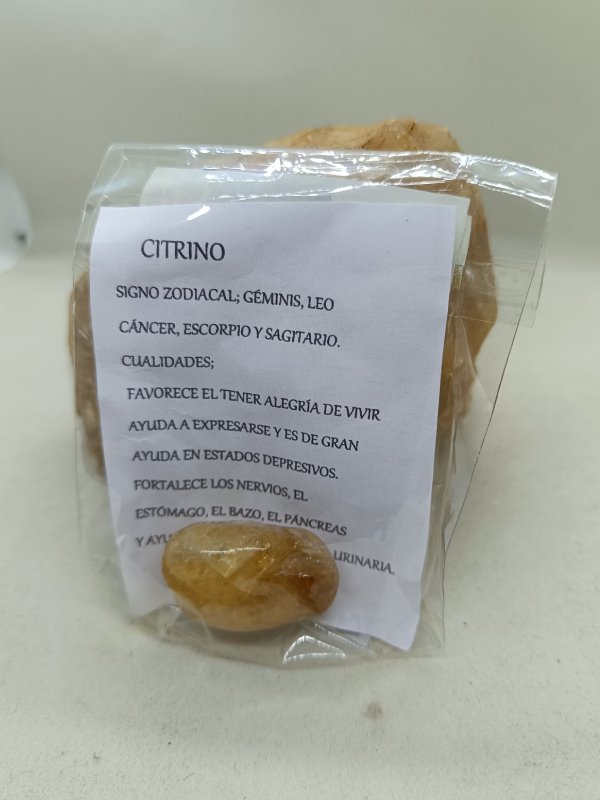 CITRINO
SIGNO ZODIACAL; GÉMINIS, LEO
CÁNCER, ESCORPIO Y SAGITARIO.
CUALIDADES;
FAVORECE EL TENER ALEGRÍA DE VIVIR
AYUDA A EXPRESARSE Y ES DE GRAN
AYUDA EN ESTADOS DEPRESIVOS.
FORTALECE LOS NERVIOS, EL
ESTÓMAGO, EL BAZO, EL PÁNCREAS
Y URINARIA.